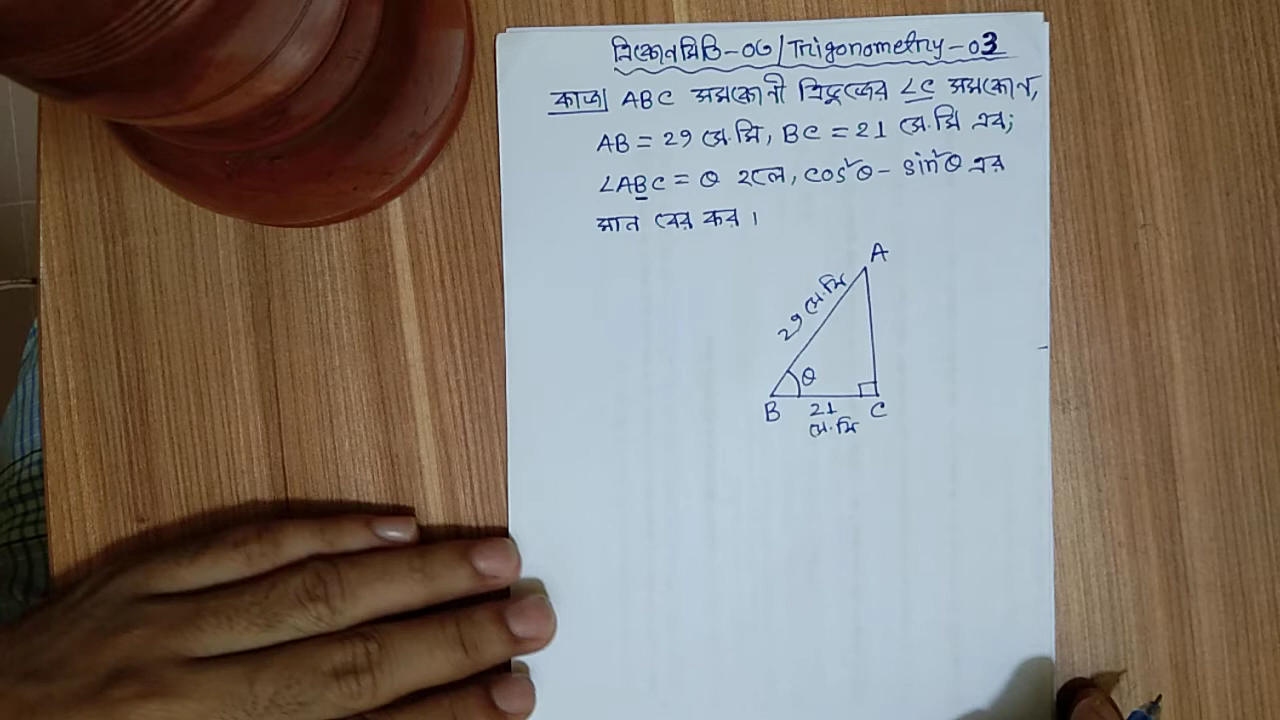 ত্রিকোনমিতি-০৩/Trigonometry-03
কাজ। ABC সমকোনী ত্রিভুজের ∠C সমকোন,
AB = 29 সে.মি, BC = 21 সে.মি এবং;
∠ABC = θ হলে, cos²θ - sin²θ এর
মান বের কর।
A
29 সে.মি
θ
B 21 C
সে.মি